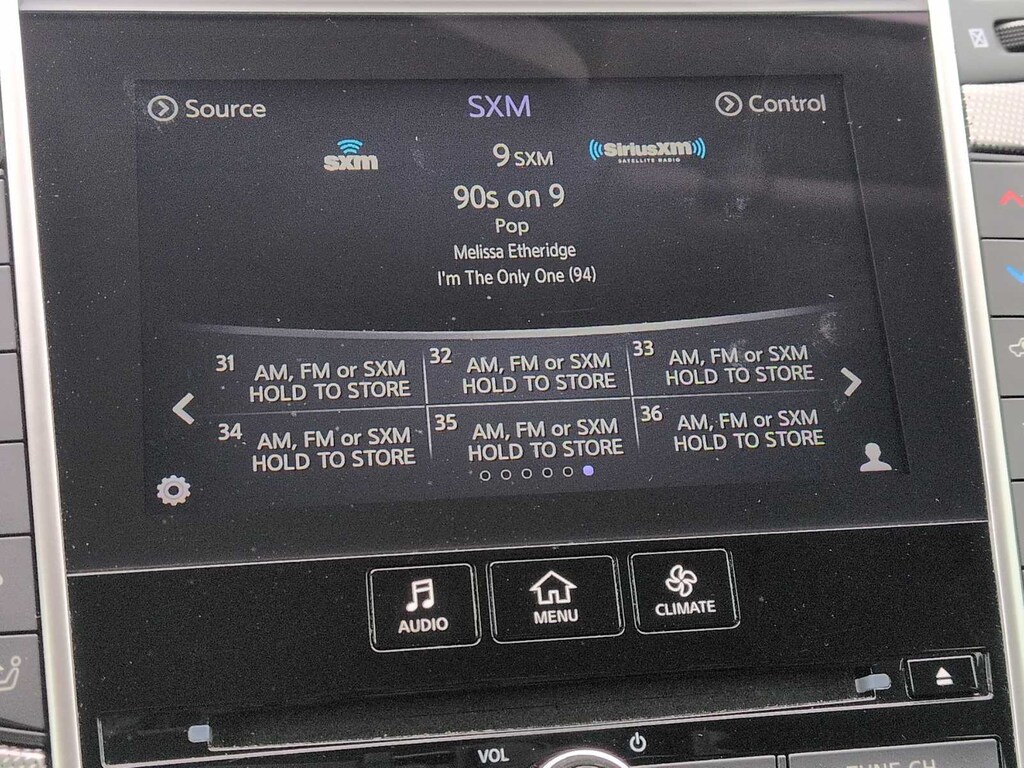 Source
SXM
Control
sxm
9 SXM
SiriusXM
SATELLITE RADIO
90s on 9
Pop
Melissa Etheridge
I'm The Only One (94)
31 AM, FM or SXM
HOLD TO STORE
32 AM, FM or SXM
HOLD TO STORE
33 AM, FM or SXM
HOLD TO STORE
34 AM, FM or SXM
HOLD TO STORE
35 AM, FM or SXM
HOLD TO STORE
36 AM, FM or SXM
HOLD TO STORE
AUDIO
MENU
CLIMATE
VOL
TUNE CH